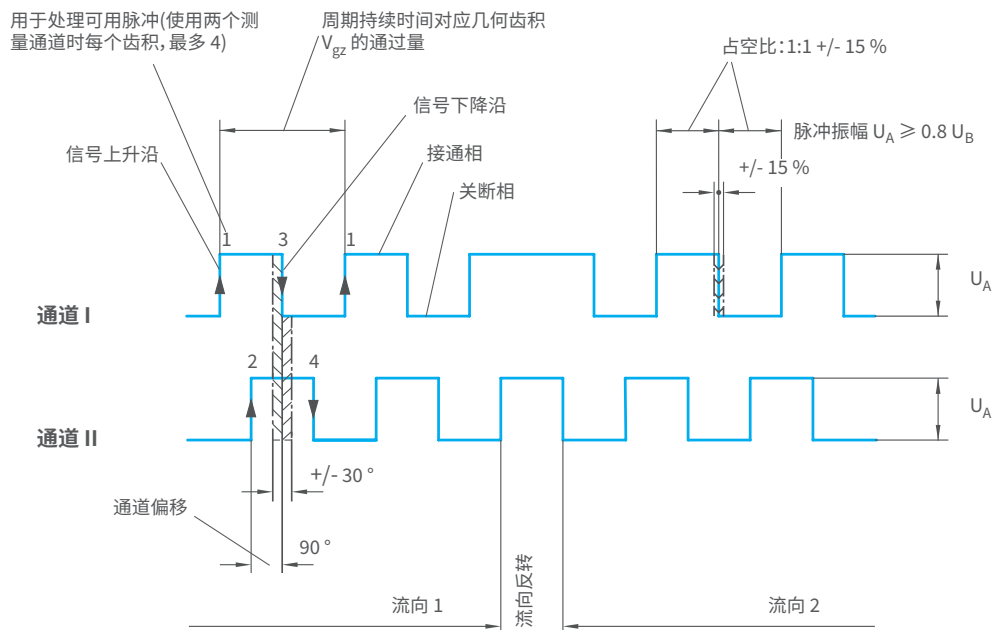 用于处理可用脉冲(使用两个测
量通道时每个齿积，最多 4)
周期持续时间对应几何齿积
Vgz 的通过量
占空比：1:1 +/- 15 %
信号下降沿
脉冲振幅 UA ≥ 0.8 UB
信号上升沿
接通相
+/- 15 %
关断相
1
3
1
UA
通道 I
2
4
UA
通道 II
+/- 30 °
通道偏移
90 °
流向反转
流向 1
流向 2